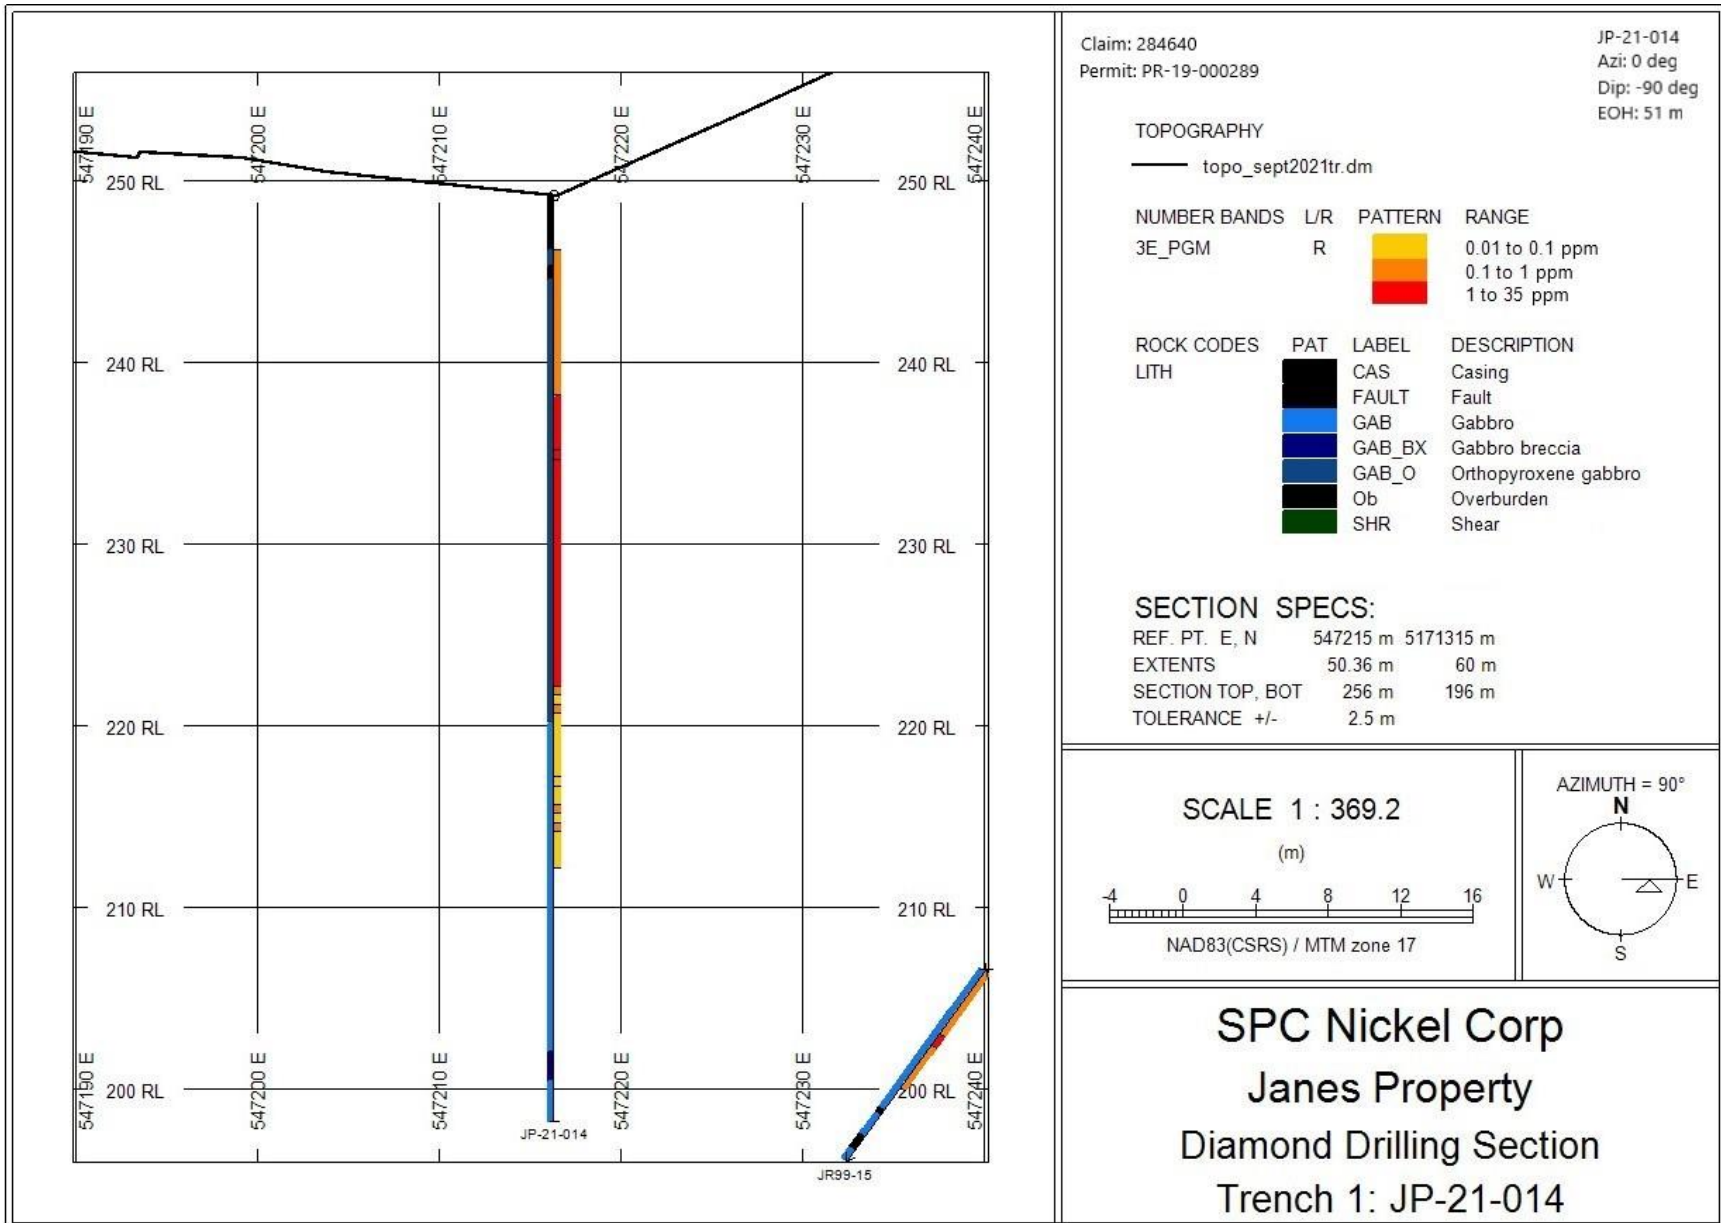 547190 E
547200 E
547210 E
547220 E
547230 E
547240 E
250 RL
250 RL
240 RL
240 RL
230 RL
230 RL
220 RL
220 RL
210 RL
210 RL
200 RL
200 RL
547190 E
547200 E
547210 E
547220 E
547230 E
547240 E
JP-21-014
JR99-15
Claim: 284640
Permit: PR-19-000289
JP-21-014
Azi: 0 deg
Dip: -90 deg
EOH: 51 m
TOPOGRAPHY
topo_sept2021tr.dm
NUMBER BANDS L/R PATTERN RANGE
3E_PGM R 0.01 to 0.1 ppm
0.1 to 1 ppm
1 to 35 ppm
ROCK CODES PAT LABEL DESCRIPTION
LITH CAS Casing
FAULT Fault
GAB Gabbro
GAB_BX Gabbro breccia
GAB_O Orthopyroxene gabbro
Ob Overburden
SHR Shear
SECTION SPECS:
REF. PT. E, N 547215 m 5171315 m
EXTENTS 50.36 m 60 m
SECTION TOP, BOT 256 m 196 m
TOLERANCE +/- 2.5 m
SCALE 1 : 369.2
(m)
-4 0 4 8 12 16
NAD83(CSRS) / MTM zone 17
AZIMUTH = 90°
N
W E
S
SPC Nickel Corp
Janes Property
Diamond Drilling Section
Trench 1: JP-21-014